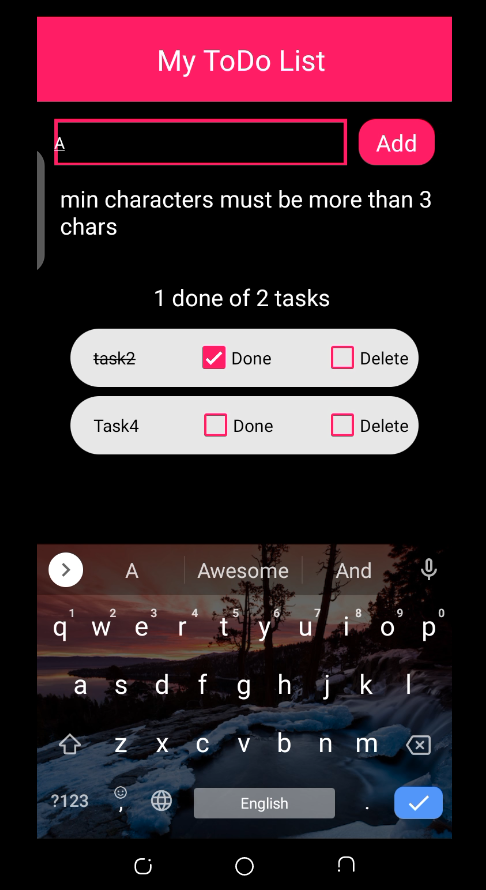 My ToDo List
A
Add
min characters must be more than 3
chars
1 done of 2 tasks
task2 Done Delete
Task4 Done Delete
A Awesome And
1 2 3 4 5 6 7 8 9 0
q w e r t y u i o p
a s d f g h j k l
z x c v b n m
?123 , English .